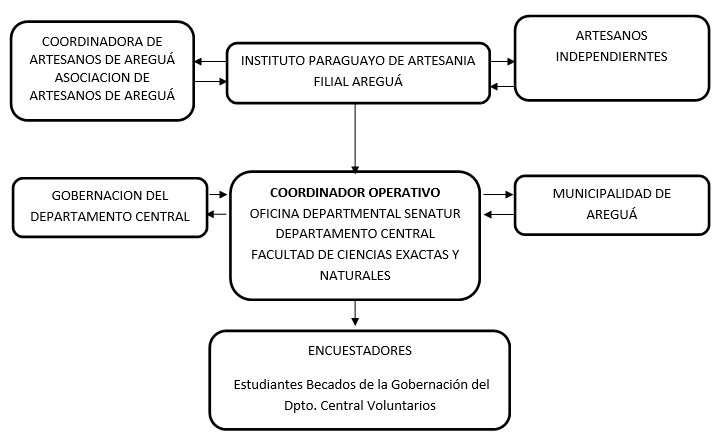 COORDINADORA DE
ARTESANOS DE AREGUÁ
ASOCIACION DE
ARTESANOS DE AREGUÁ
INSTITUTO PARAGUAYO DE ARTESANIA
FILIAL AREGUÁ
ARTESANOS
INDEPENDIERNTES
GOBERNACION DEL
DEPARTAMENTO CENTRAL
COORDINADOR OPERATIVO
OFICINA DEPARTMENTAL SENATUR
DEPARTAMENTO CENTRAL
FACULTAD DE CIENCIAS EXACTAS Y
NATURALES
MUNICIPALIDAD DE
AREGUÁ
ENCUESTADORES
Estudiantes Becados de la Gobernación del
Dpto. Central Voluntarios